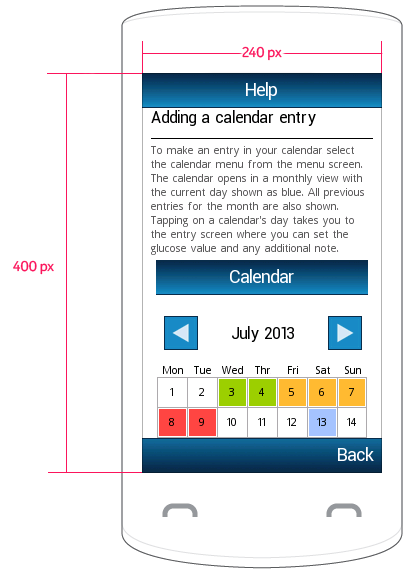 240 px
Help
Adding a calendar entry
To make an entry in your calendar select
the calendar menu from the menu screen.
The calendar opens in a monthly view with
the current day shown as blue. All previous
entries for the month are also shown.
Tapping on a calendar's day takes you to
the entry screen where you can set the
glucose value and any additional note.
400 px
Calendar
July 2013
Mon Tue Wed Thr Fri Sat Sun
1 2 3 4 5 6 7
8 9 10 11 12 13 14
Back